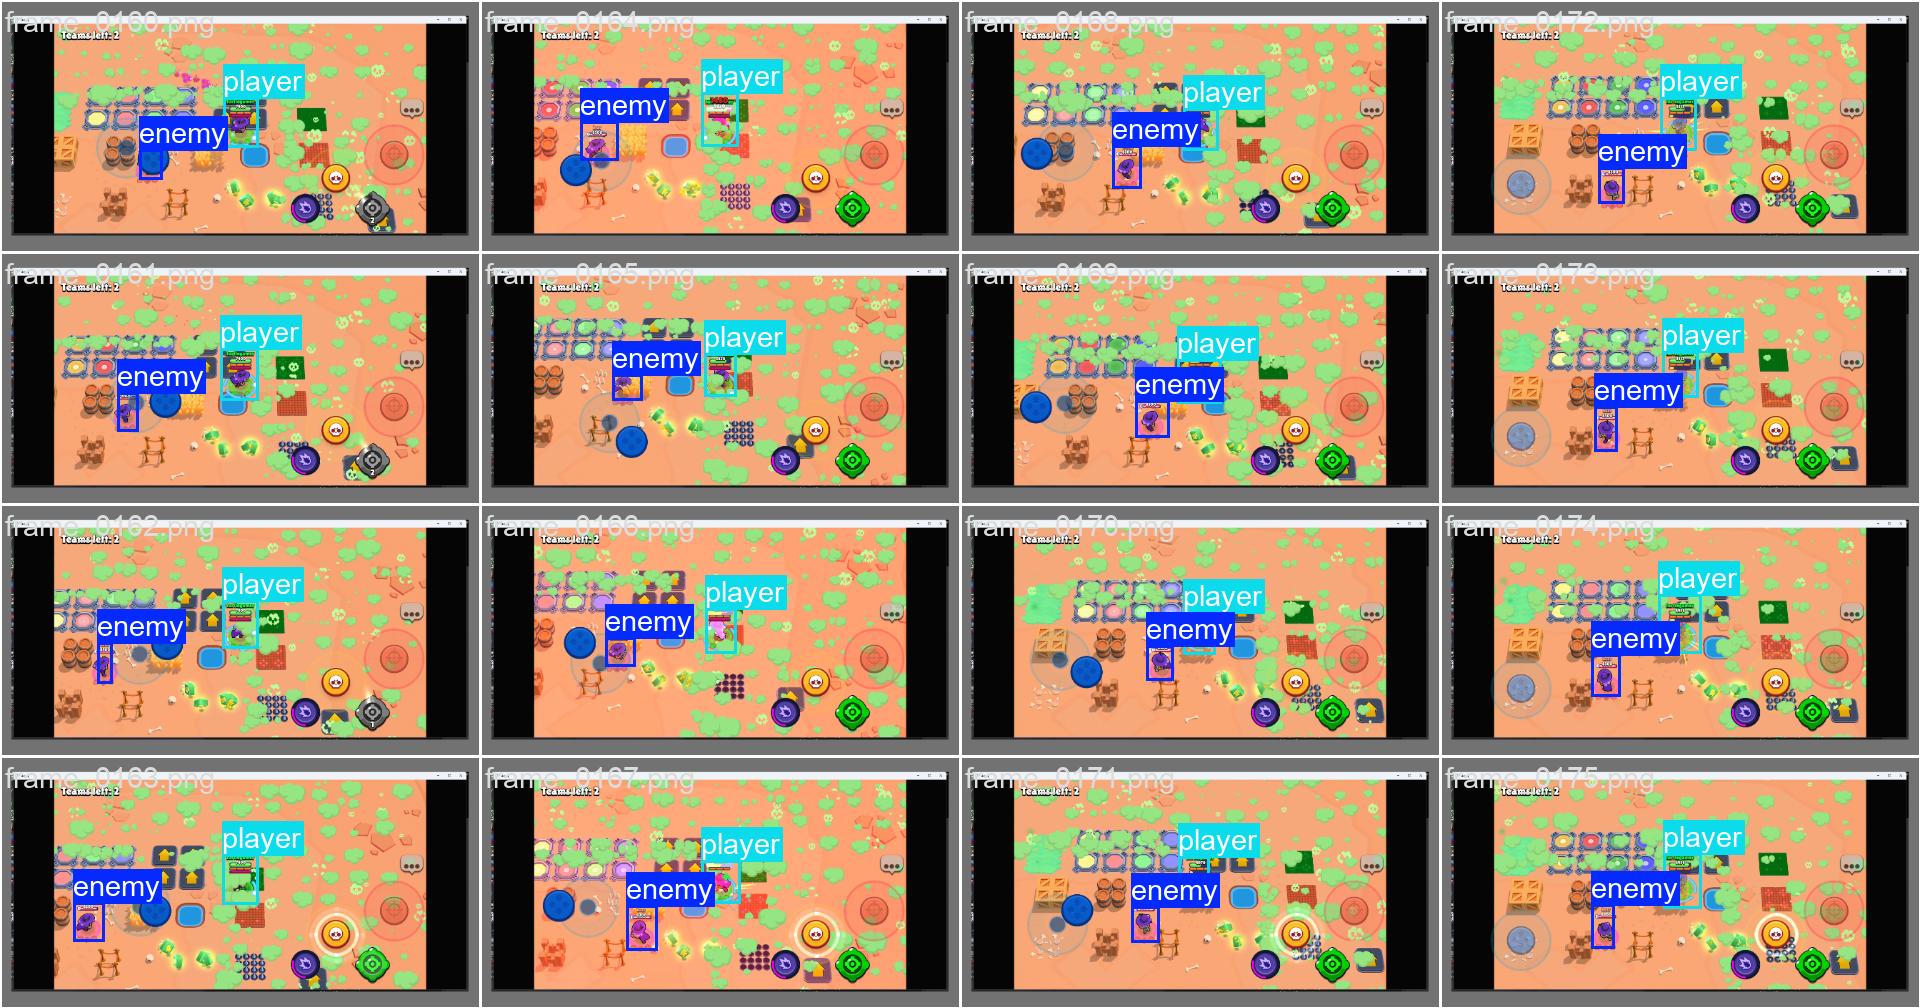 frame_0160.png
Teams left: 2
player
enemy
2
frame_0164.png
Teams left: 2
player
enemy
frame_0168.png
Teams left: 2
player
enemy
frame_0172.png
Teams left: 2
player
enemy
frame_0161.png
Teams left: 2
player
enemy
2
frame_0165.png
Teams left: 2
player
enemy
frame_0169.png
Teams left: 2
player
enemy
frame_0173.png
Teams left: 2
player
enemy
frame_0162.png
Teams left: 2
player
enemy
frame_0166.png
Teams left: 2
player
enemy
frame_0170.png
Teams left: 2
player
enemy
frame_0174.png
Teams left: 2
player
enemy
frame_0163.png
Teams left: 2
player
enemy
frame_0167.png
Teams left: 2
player
enemy
frame_0171.png
Teams left: 2
player
enemy
frame_0175.png
Teams left: 2
player
enemy